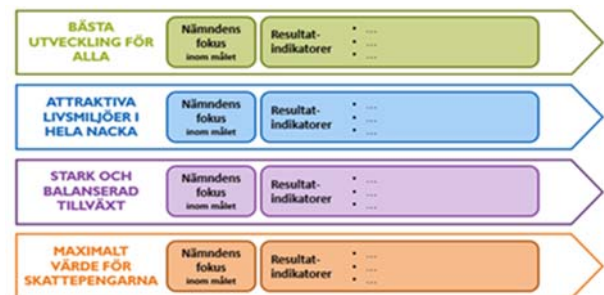 BÄSTA
UTVECKLING FÖR
ALLA
Nämndens
fokus
inom målet
Resultat-
indikatorer
• ...
• ...
• ...
ATTRAKTIVA
LIVSMILJÖER I
HELA NACKA
Nämndens
fokus
inom målet
Resultat-
indikatorer
• ...
• ...
• ...
STARK OCH
BALANSERAD
TILLVÄXT
Nämndens
fokus
inom målet
Resultat-
indikatorer
• ...
• ...
• ...
MAXIMALT
VÄRDE FÖR
SKATTEPENGARNA
Nämndens
fokus
inom målet
Resultat-
indikatorer
• ...
• ...
• ...